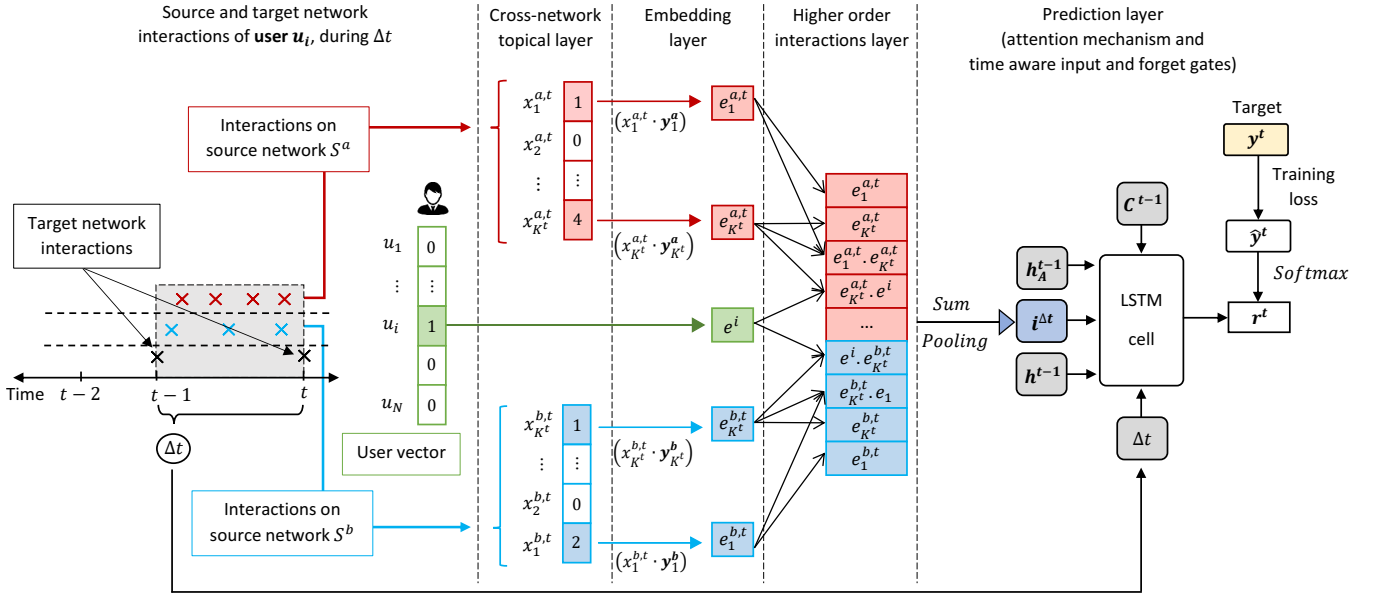 Source and target network
interactions of user u_i, during Δt
Cross-network
topical layer
Embedding
layer
Higher order
interactions layer
Prediction layer
(attention mechanism and
time aware input and forget gates)
Interactions on
source network S^a
Target network
interactions
Time
t − 2
t − 1
t
Δt
Interactions on
source network S^b
u_1
0
⋮
⋮
u_i
1
0
u_N
0
User vector
x_1^{a,t}
1
x_2^{a,t}
0
⋮
⋮
x_{K^t}^{a,t}
4
x_{K^t}^{b,t}
1
⋮
⋮
x_2^{b,t}
0
x_1^{b,t}
2
(x_1^{a,t} · y_1^a)
(x_{K^t}^{a,t} · y_{K^t}^a)
(x_{K^t}^{b,t} · y_{K^t}^b)
(x_1^{b,t} · y_1^b)
e_1^{a,t}
e_{K^t}^{a,t}
e^i
e_{K^t}^{b,t}
e_1^{b,t}
e_1^{a,t}
e_{K^t}^{a,t}
e_1^{a,t} . e_{K^t}^{a,t}
e_{K^t}^{a,t} . e^i
...
e^i . e_{K^t}^{b,t}
e_{K^t}^{b,t} . e_1
e_{K^t}^{b,t}
e_1^{b,t}
Sum
Pooling
C^{t−1}
h_A^{t−1}
i^{Δt}
h^{t−1}
LSTM
cell
Δt
Target
y^t
Training
loss
ŷ^t
Softmax
r^t